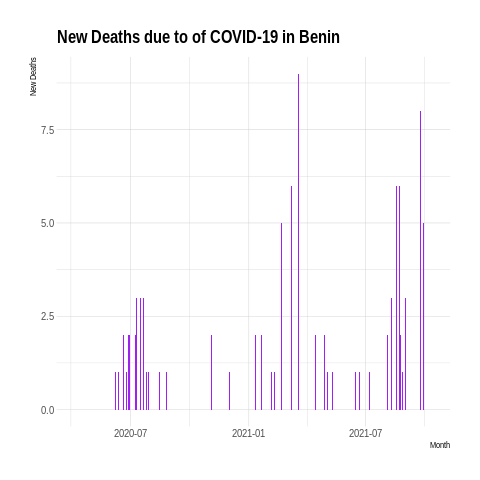 New Deaths due to of COVID-19 in Benin
New Deaths
7.5
5.0
2.5
0.0
2020-07
2021-01
2021-07
Month